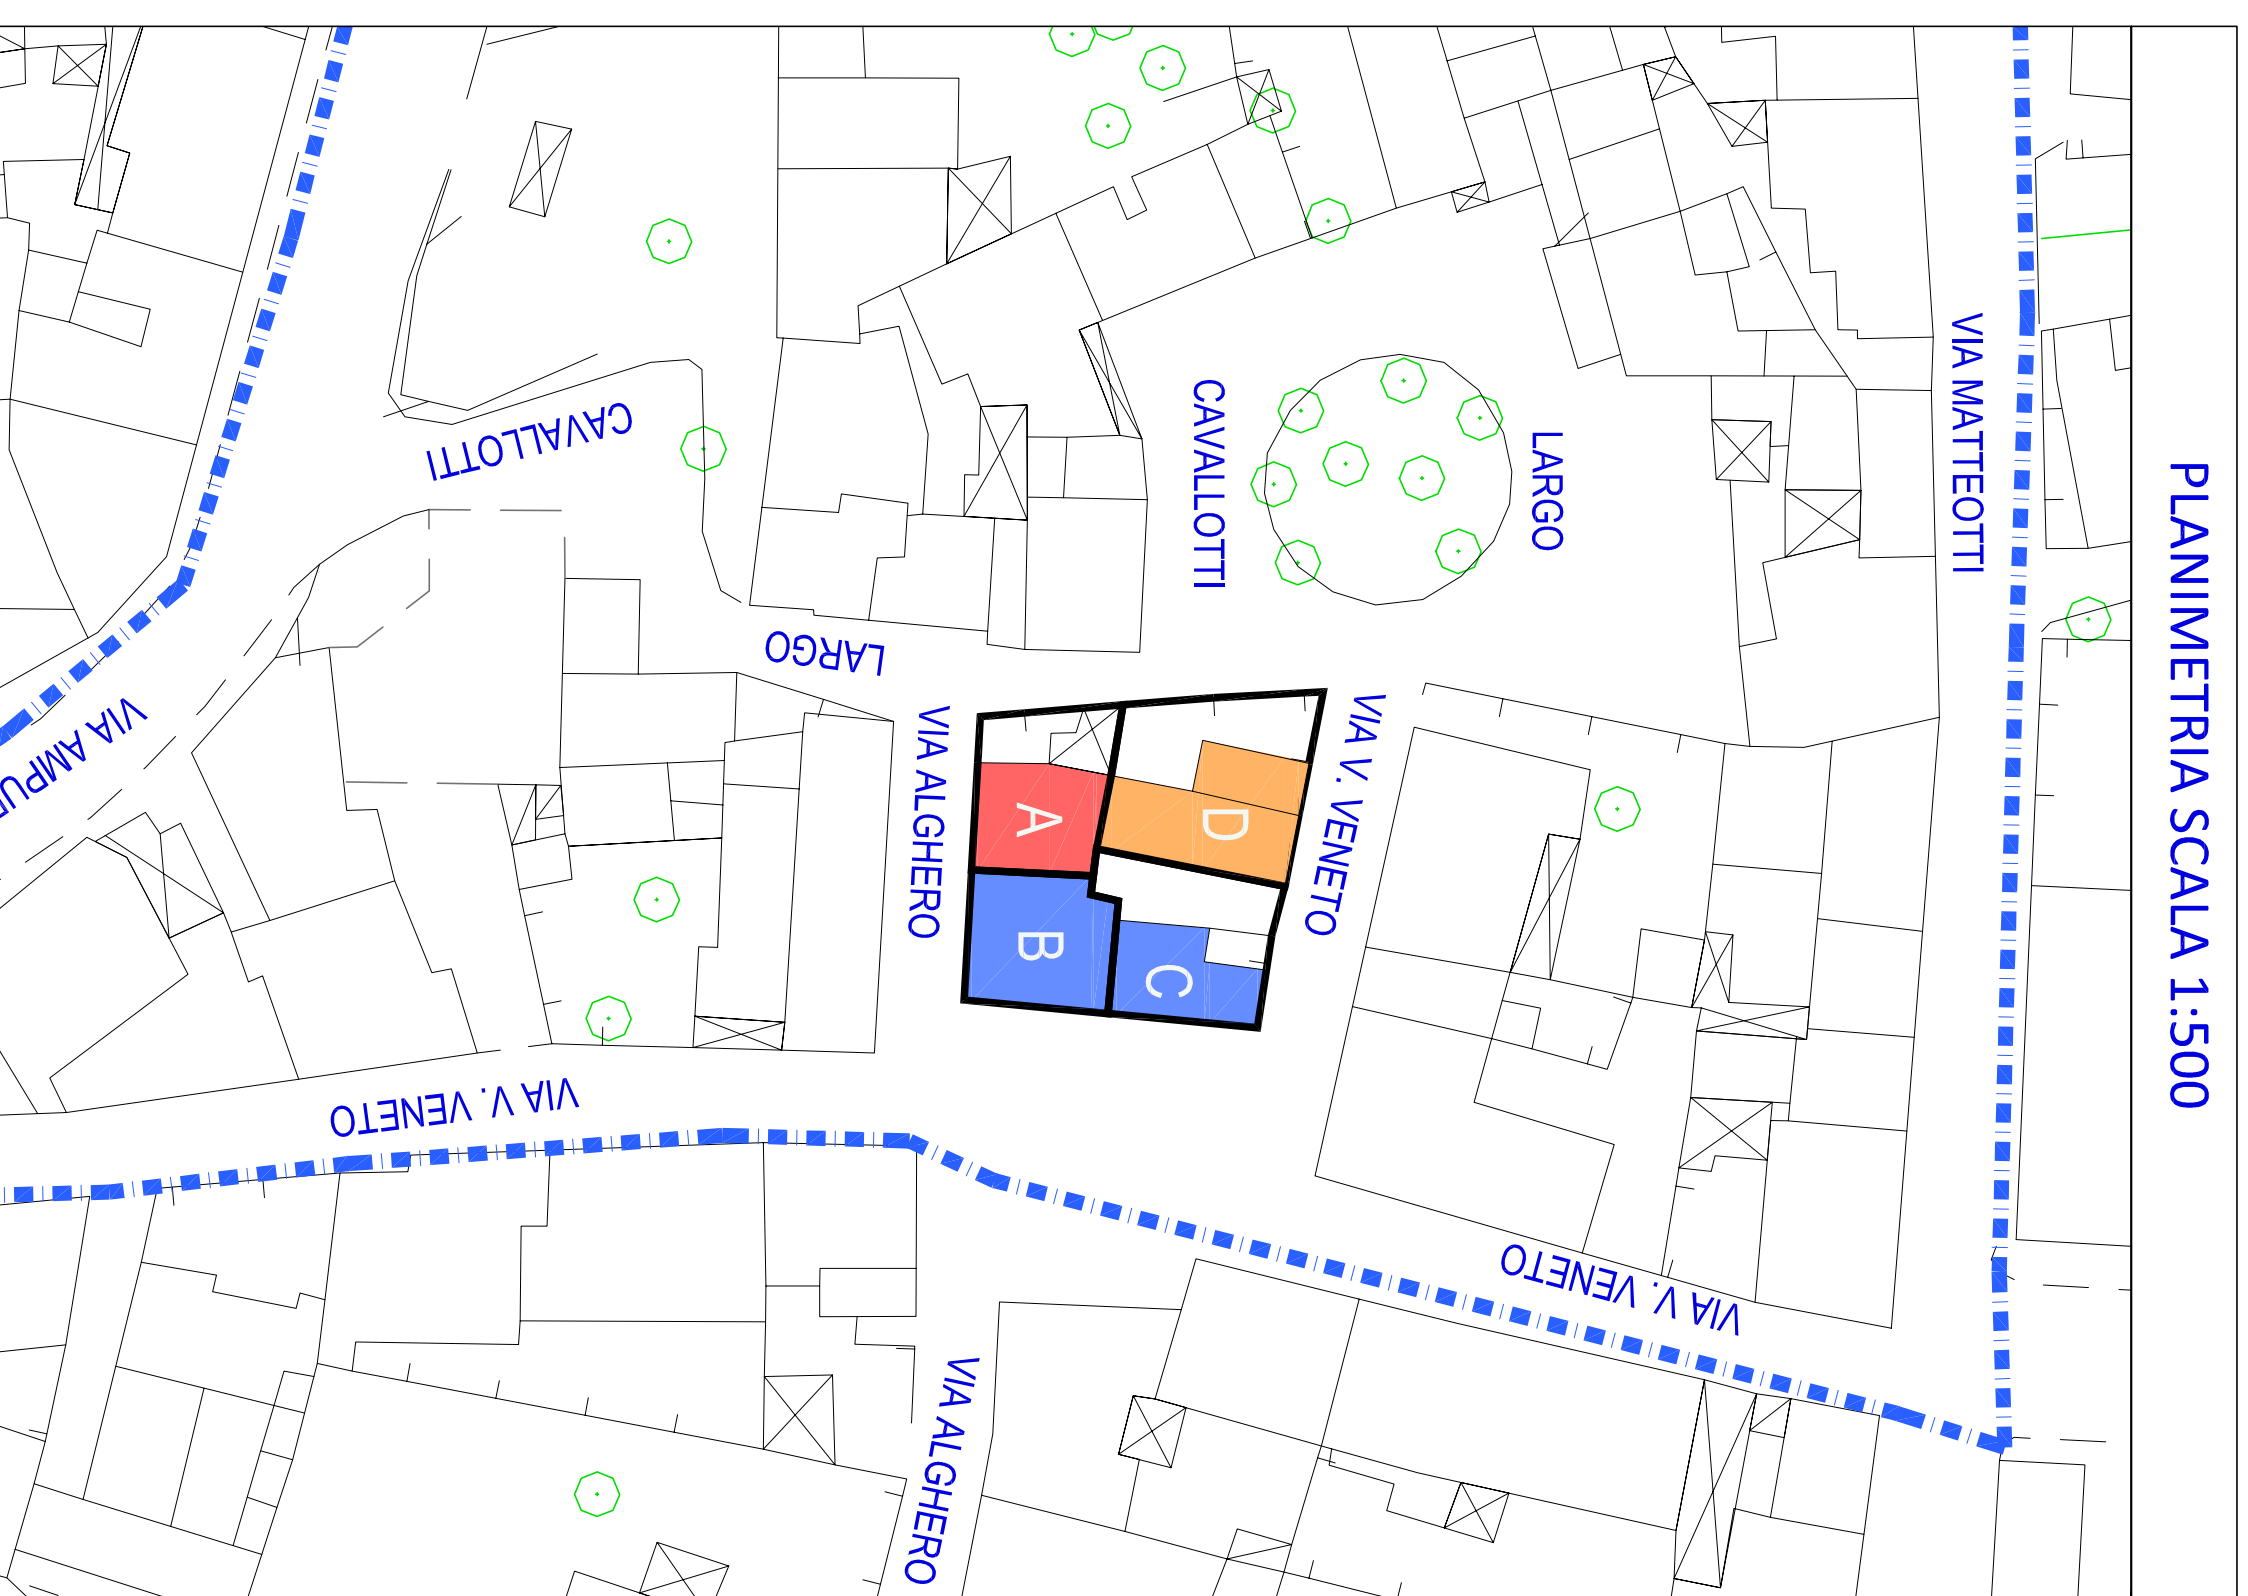 PLANIMETRIA SCALA 1:500
VIA MATTEOTTI
LARGO
CAVALLOTTI
CAVALLOTTI
LARGO
VIA V. VENETO
VIA ALGHERO
A
D
B
C
VIA V. VENETO
VIA V. VENETO
VIA ALGHERO
VIA